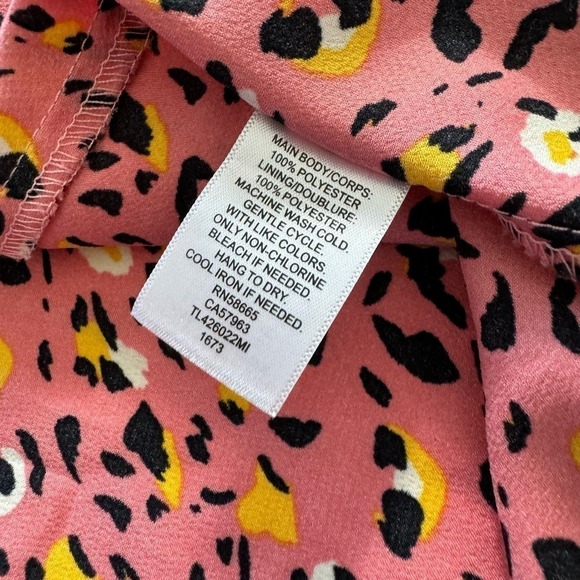 MAIN BODY/CORPS:
100% POLYESTER
LINING/DOUBLURE:
100% POLYESTER
MACHINE WASH COLD.
GENTLE CYCLE.
WITH LIKE COLORS.
ONLY NON-CHLORINE
BLEACH IF NEEDED.
HANG TO DRY.
COOL IRON IF NEEDED.
RN58665
CA57963
TL426022MI
1673